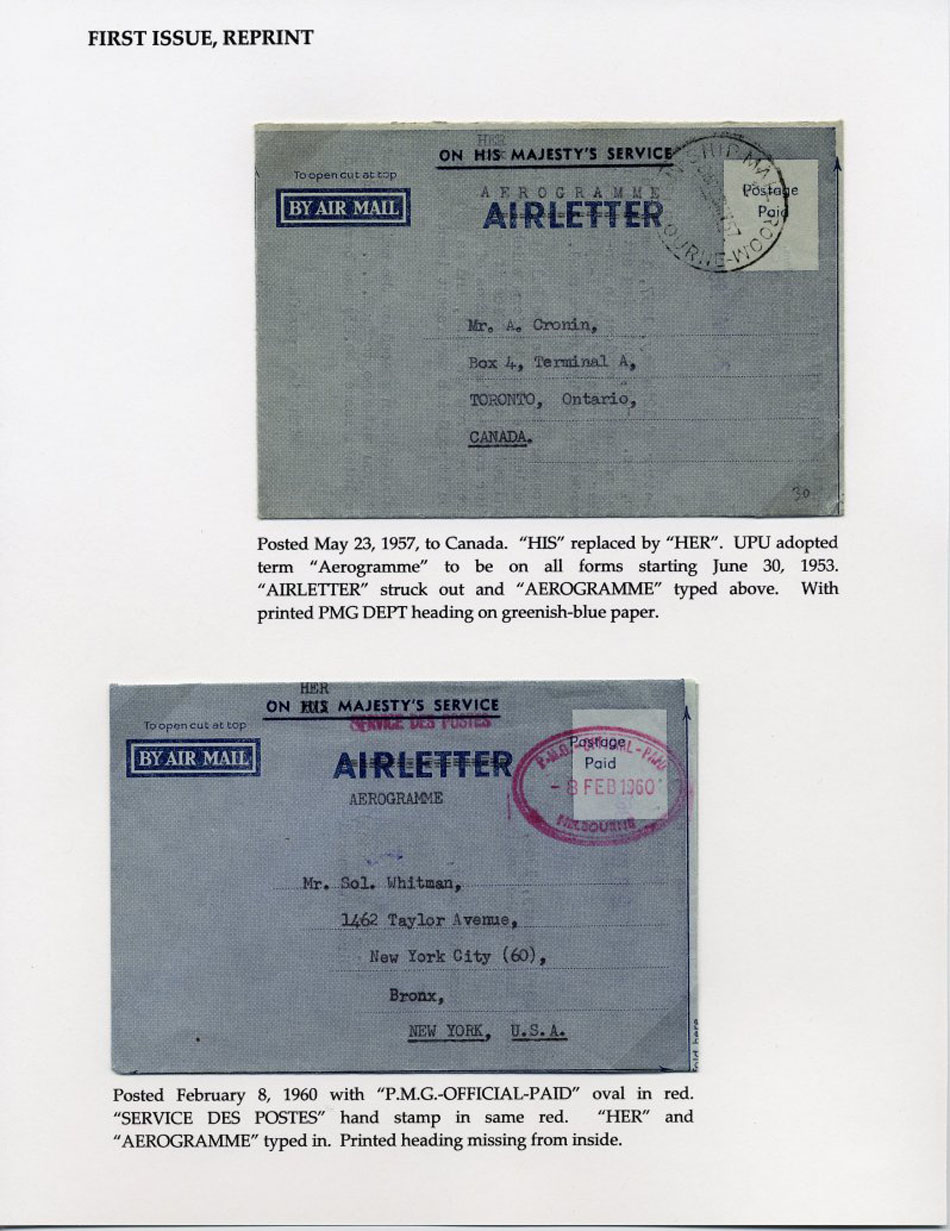 FIRST ISSUE, REPRINT
HER
ON HIS MAJESTY'S SERVICE
To open cut at top
BY AIR MAIL
AEROGRAMME
AIRLETTER
SHIP MA ROOM
OURNE-
Postage
Paid
Mr. A. Cronin,
Box 4, Terminal A,
TORONTO, Ontario,
CANADA.
30
Posted May 23, 1957, to Canada. “HIS” replaced by “HER”. UPU adopted
term “Aerogramme” to be on all forms starting June 30, 1953.
“AIRLETTER” struck out and “AEROGRAMME” typed above. With
printed PMG DEPT heading on greenish-blue paper.
HER
ON HIS MAJESTY'S SERVICE
SERVICE DES POSTES
To open cut at top
BY AIR MAIL
AIRLETTER
AEROGRAMME
Postage
Paid
P.M.G.-OFFICIAL-PAID
- 8 FEB 1960
MELBOURNE
Mr. Sol. Whitman,
1462 Taylor Avenue,
New York City (60),
Bronx,
NEW YORK, U.S.A.
fold here
Posted February 8, 1960 with “P.M.G.-OFFICIAL-PAID” oval in red.
“SERVICE DES POSTES” hand stamp in same red. “HER” and
“AEROGRAMME” typed in. Printed heading missing from inside.